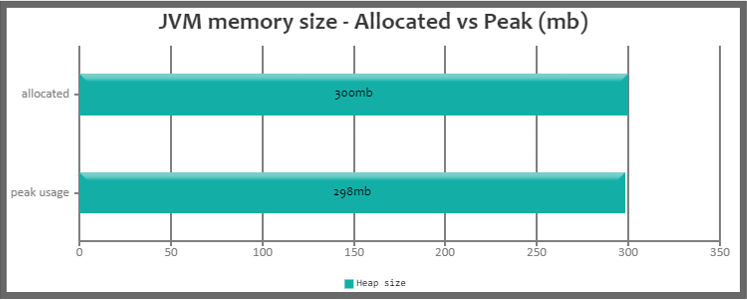 JVM memory size - Allocated vs Peak (mb)
allocated
300mb
peak usage
298mb
0 50 100 150 200 250 300 350
Heap size